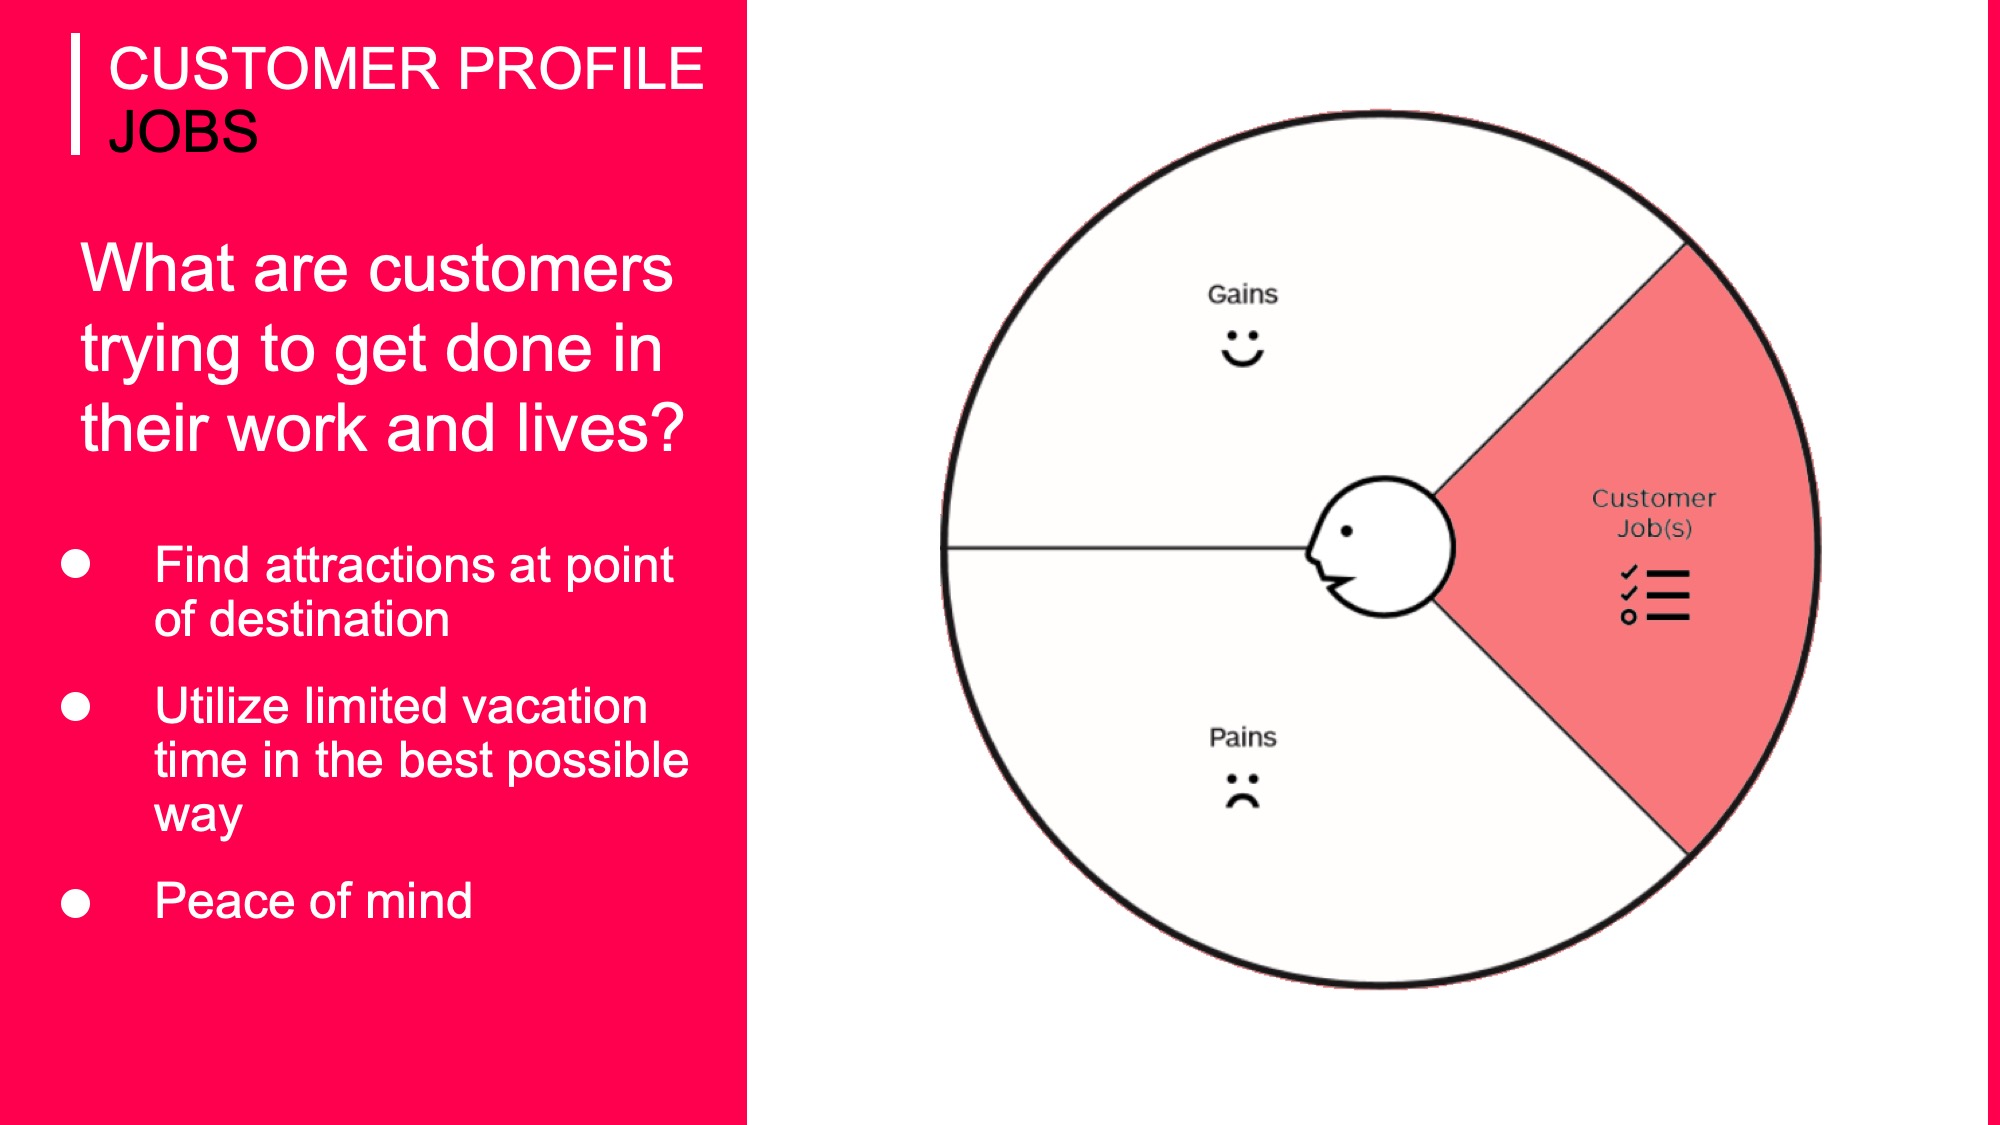 CUSTOMER PROFILE
JOBS
What are customers
trying to get done in
their work and lives?
● Find attractions at point
of destination
● Utilize limited vacation
time in the best possible
way
● Peace of mind
Gains
Customer
Job(s)
Pains